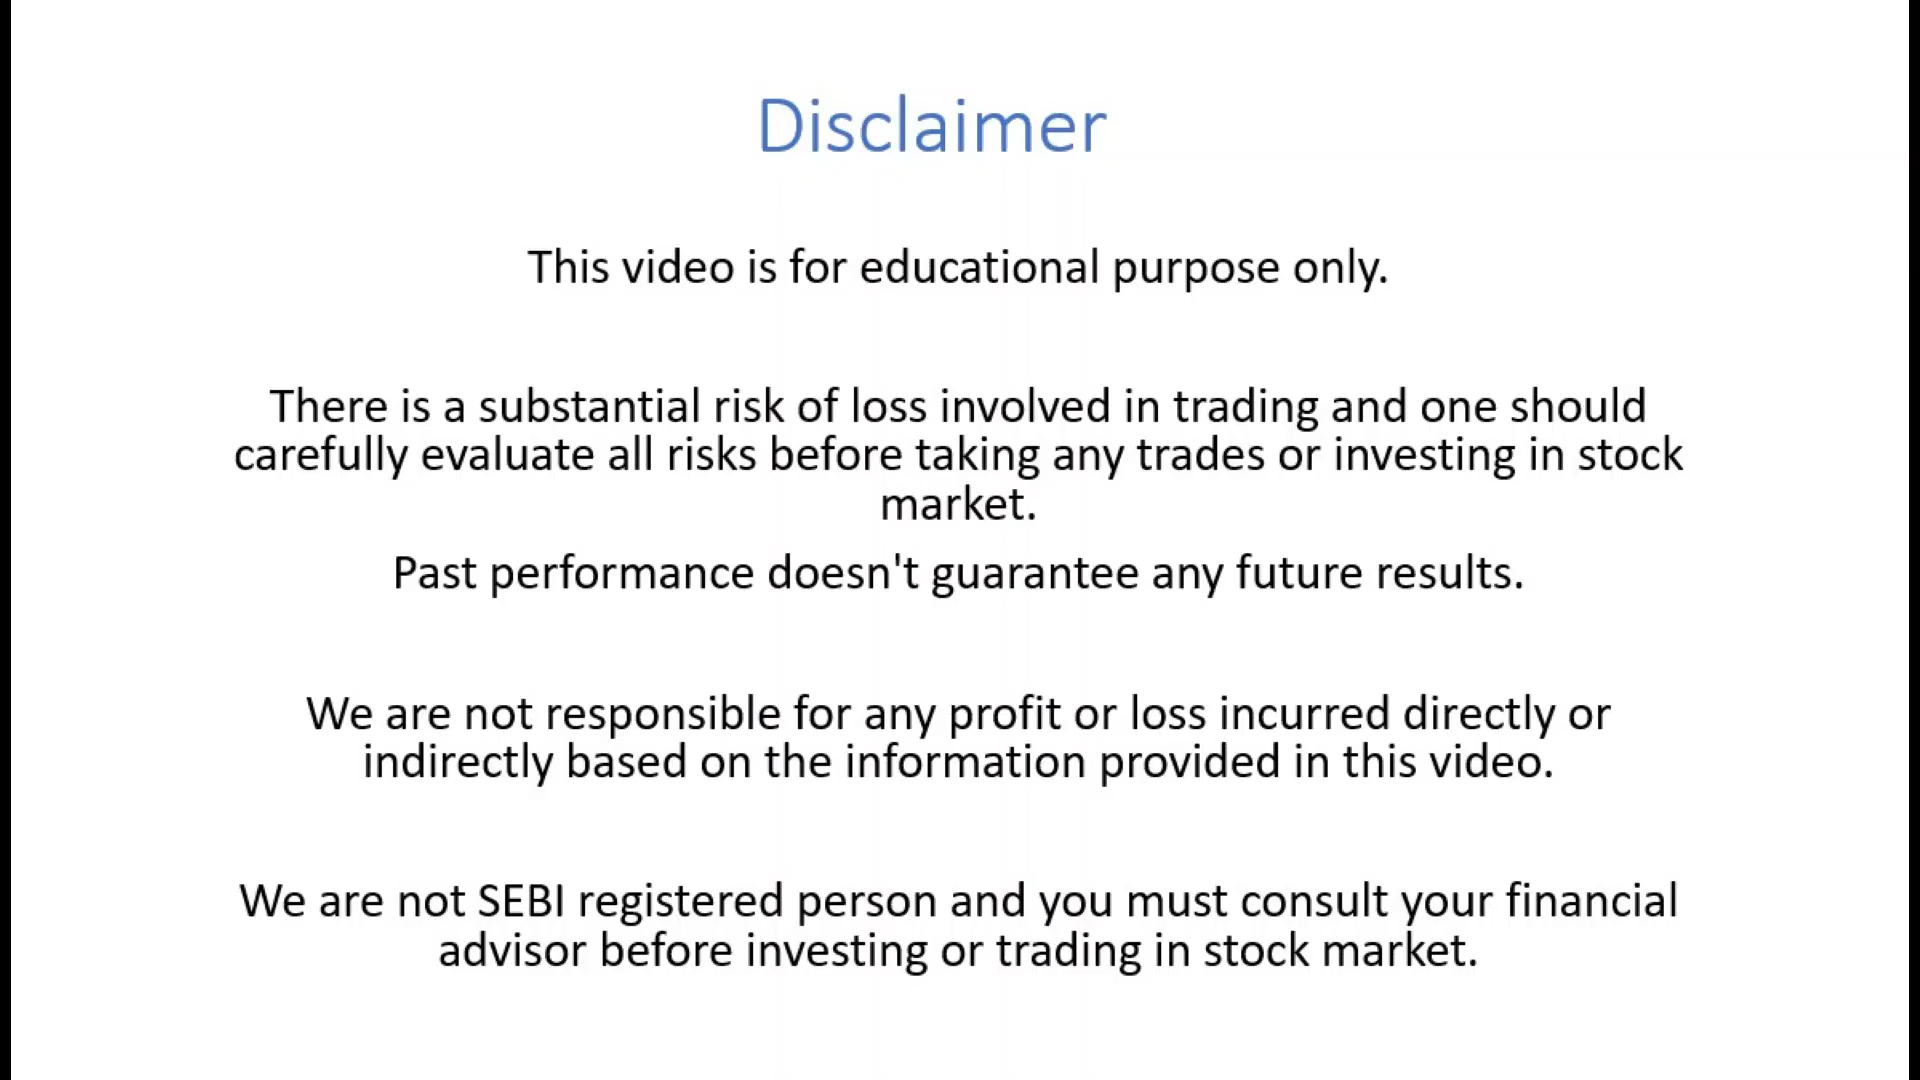 Disclaimer
This video is for educational purpose only.
There is a substantial risk of loss involved in trading and one should
carefully evaluate all risks before taking any trades or investing in stock
market.
Past performance doesn't guarantee any future results.
We are not responsible for any profit or loss incurred directly or
indirectly based on the information provided in this video.
We are not SEBI registered person and you must consult your financial
advisor before investing or trading in stock market.